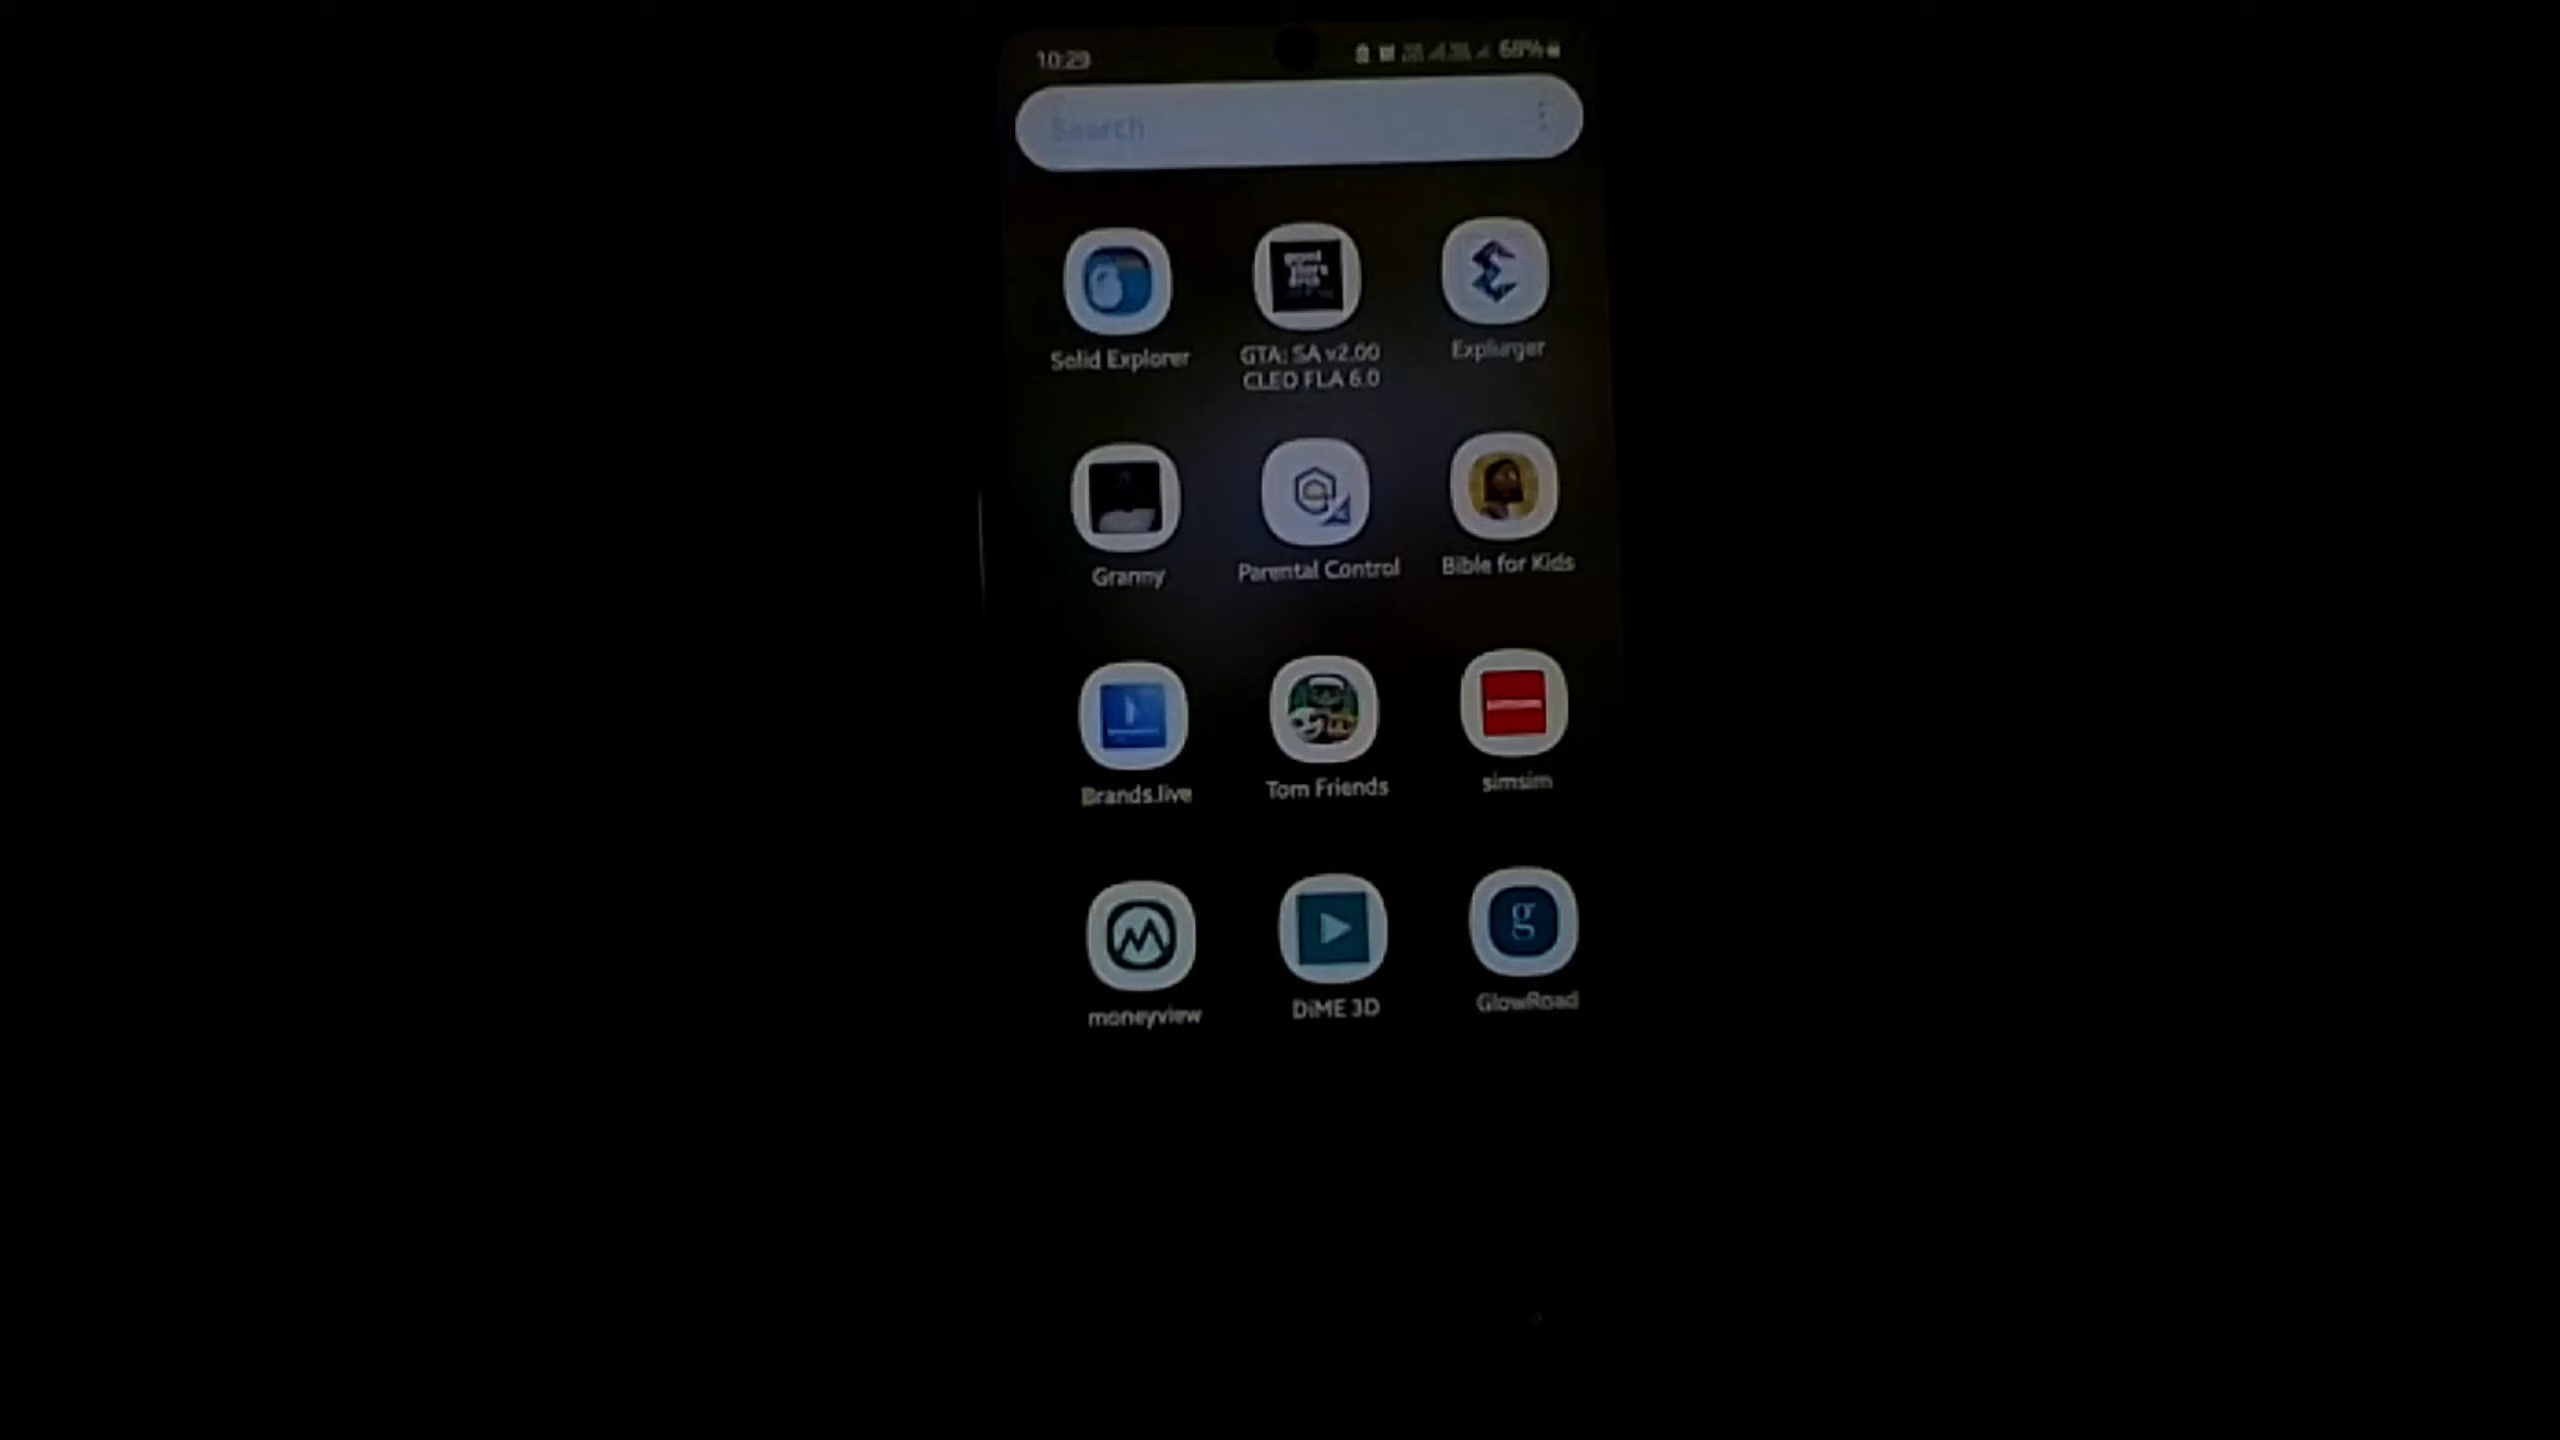 10:29
68%
Search
Solid Explorer
GTA: SA v2.00
CLEO FLA 6.0
Explurger
Granny
Parental Control
Bible for Kids
Brands.live
Tom Friends
simsim
moneyview
DiME 3D
g
GlowRoad